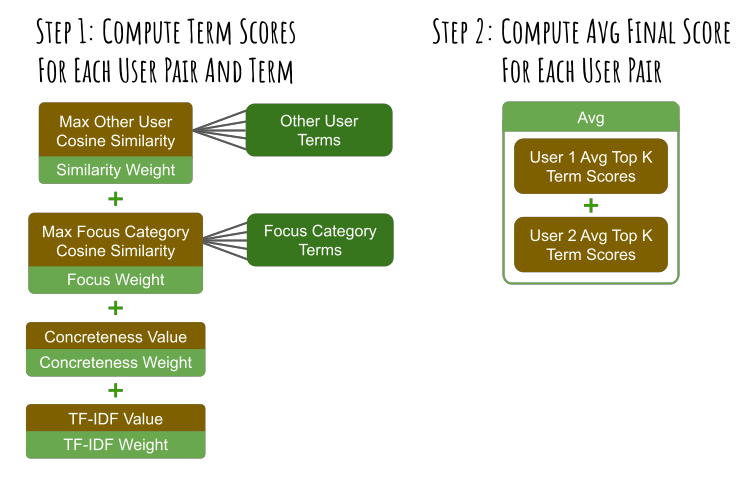 Step 1: Compute Term Scores
For Each User Pair And Term
Max Other User
Cosine Similarity
Similarity Weight
Other User
Terms
+
Max Focus Category
Cosine Similarity
Focus Weight
Focus Category
Terms
+
Concreteness Value
Concreteness Weight
+
TF-IDF Value
TF-IDF Weight
Step 2: Compute Avg Final Score
For Each User Pair
Avg
User 1 Avg Top K
Term Scores
+
User 2 Avg Top K
Term Scores